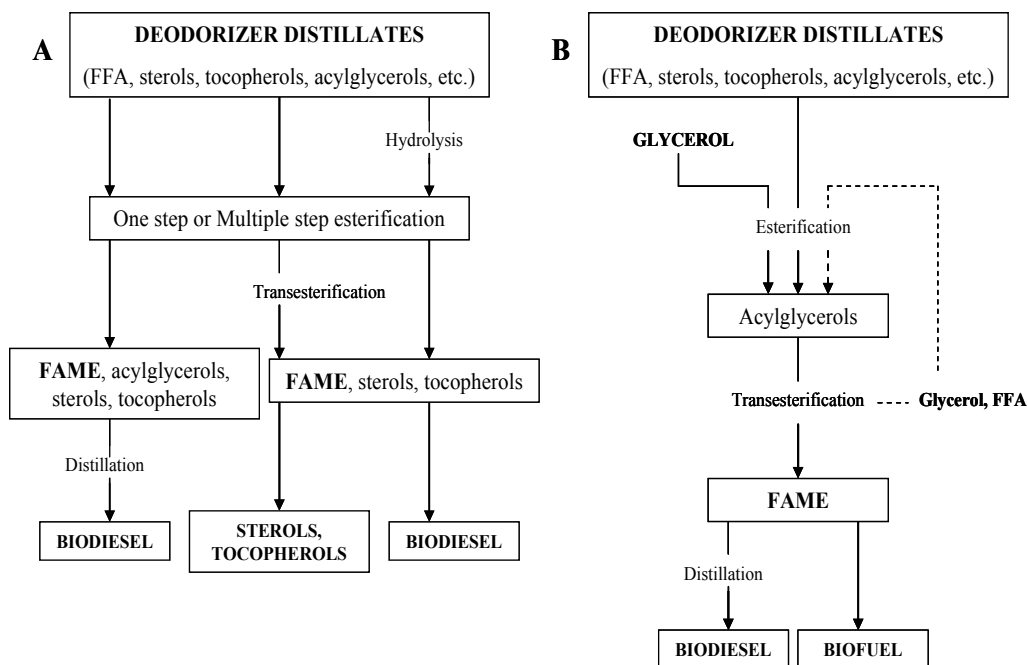 A
DEODORIZER DISTILLATES
(FFA, sterols, tocopherols, acylglycerols, etc.)
Hydrolysis
One step or Multiple step esterification
Transesterification
FAME, acylglycerols,
sterols, tocopherols
FAME, sterols, tocopherols
Distillation
BIODIESEL
STEROLS,
TOCOPHEROLS
BIODIESEL
B
DEODORIZER DISTILLATES
(FFA, sterols, tocopherols, acylglycerols, etc.)
GLYCEROL
Esterification
Acylglycerols
Transesterification
Glycerol, FFA
FAME
Distillation
BIODIESEL
BIOFUEL